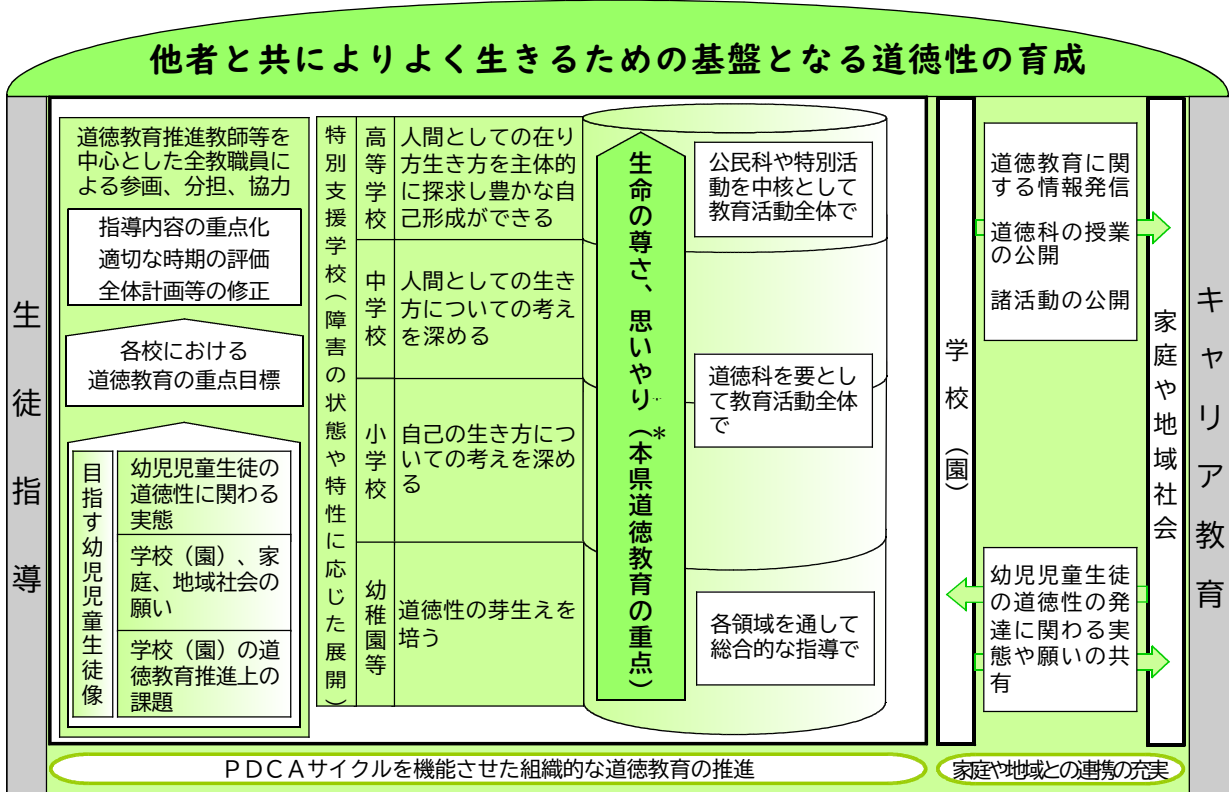 他者と共によりよく生きるための基盤となる道徳性の育成
生徒指導
道徳教育推進教師等を
中心とした全教職員に
よる参画、分担、協力
指導内容の重点化
適切な時期の評価
全体計画等の修正
各校における
道徳教育の重点目標
目指す幼児児童生徒像
幼児児童生徒の
道徳性に関わる
実態
学校（園）、家
庭、地域社会の
願い
学校（園）の道
徳教育推進上の
課題
特別支援学校（障害の状態や特性に応じた展開）
高等学校
人間としての在り
方生き方を主体的
に探求し豊かな自
己形成ができる
中学校
人間としての生き
方についての考え
を深める
小学校
自己の生き方につ
いての考えを深め
る
幼稚園等
道徳性の芽生えを
培う
生命の尊さ、思いやり（本県道徳教育の重点）
＊
公民科や特別活
動を中核として
教育活動全体で
道徳科を要とし
て教育活動全体
で
各領域を通して
総合的な指導で
学校（園）
道徳教育に関
する情報発信
道徳科の授業
の公開
諸活動の公開
幼児児童生徒
の道徳性の発
達に関わる実
態や願いの共
有
家庭や地域社会
キャリア教育
ＰＤＣＡサイクルを機能させた組織的な道徳教育の推進
家庭や地域との連携の充実